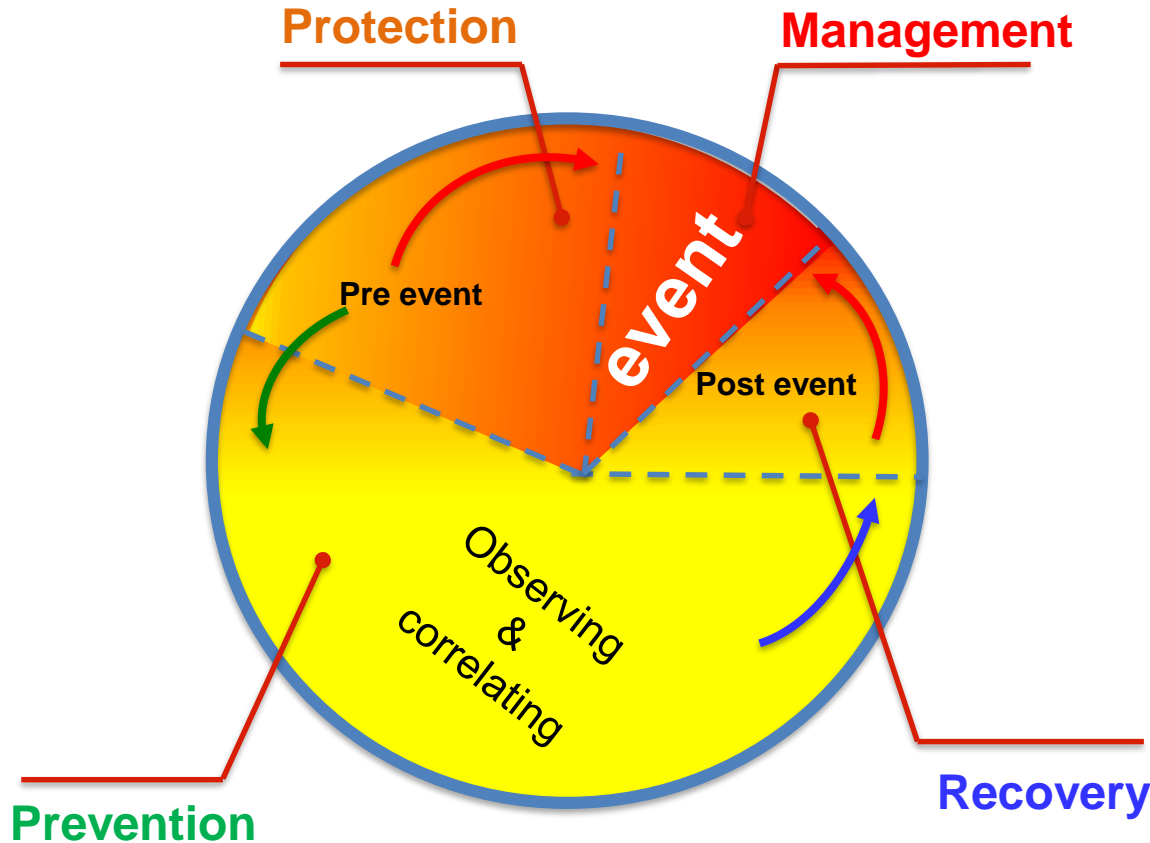 Protection
Management
event
Pre event
Post event
Observing
&
correlating
Recovery
Prevention